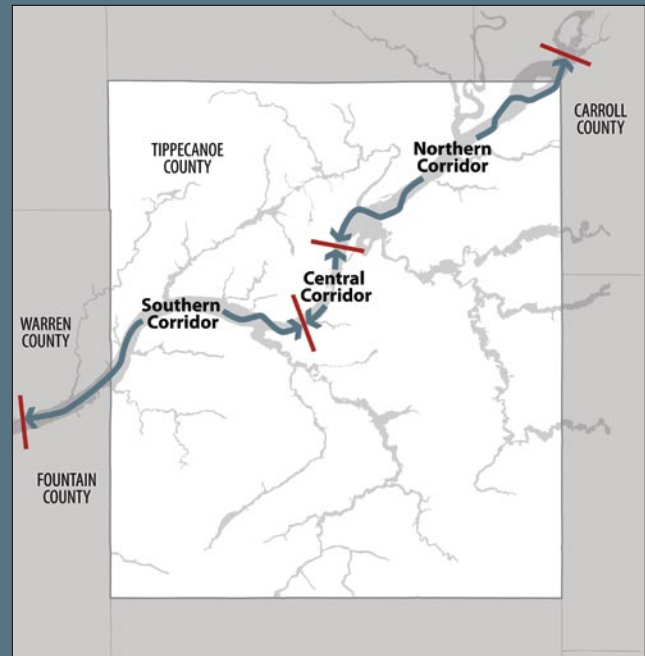 CARROLL
COUNTY
TIPPECANOE
COUNTY
Northern
Corridor
Central
Corridor
Southern
Corridor
WARREN
COUNTY
FOUNTAIN
COUNTY